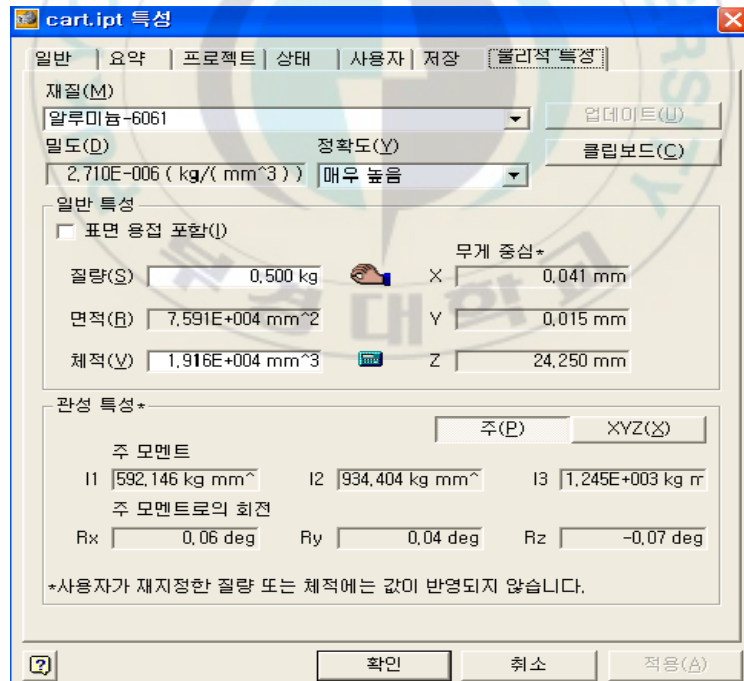 cart.ipt 특성
일반 요약 프로젝트 상태 사용자 저장 물리적 특성
재질(M)
알루미늄-6061 업데이트(U)
밀도(D) 정확도(Y) 클립보드(C)
2,710E-006 ( kg/( mm^3 ) ) 매우 높음
일반 특성
표면 용접 포함(I)
무게 중심*
질량(S) 0,500 kg X 0,041 mm
면적(R) 7,591E+004 mm^2 Y 0,015 mm
체적(V) 1,916E+004 mm^3 Z 24,250 mm
관성 특성*
주(P) XYZ(X)
주 모멘트
I1 592,146 kg mm^ I2 934,404 kg mm^ I3 1,245E+003 kg m
주 모멘트로의 회전
Rx 0,06 deg Ry 0,04 deg Rz -0,07 deg
*사용자가 재지정한 질량 또는 체적에는 값이 반영되지 않습니다.
확인 취소 적용(A)
부경대학교
ERSITY